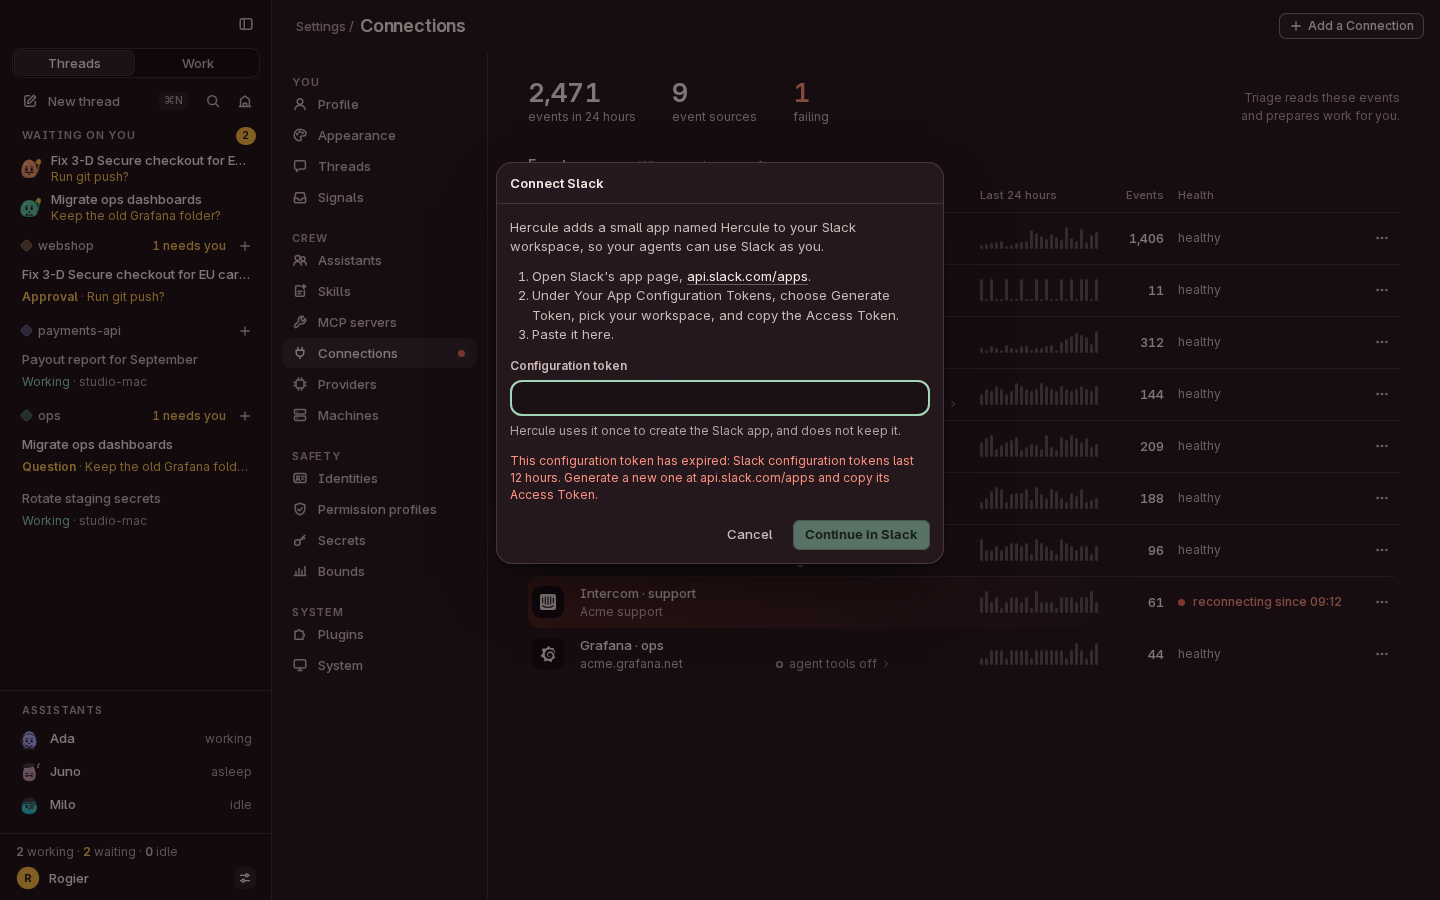 Threads
Work
New thread
⌘N
WAITING ON YOU
2
Fix 3-D Secure checkout for E...
Run git push?
Migrate ops dashboards
Keep the old Grafana folder?
webshop
1 needs you
Fix 3-D Secure checkout for EU car...
Approval · Run git push?
payments-api
Payout report for September
Working · studio-mac
ops
1 needs you
Migrate ops dashboards
Question · Keep the old Grafana fold...
Rotate staging secrets
Working · studio-mac
ASSISTANTS
Ada
working
Juno
asleep
Milo
idle
2 working · 2 waiting · 0 idle
R
Rogier
Settings / Connections
Add a Connection
YOU
Profile
Appearance
Threads
Signals
CREW
Assistants
Skills
MCP servers
Connections
Providers
Machines
SAFETY
Identities
Permission profiles
Secrets
Bounds
SYSTEM
Plugins
System
2,471
events in 24 hours
9
event sources
1
failing
Triage reads these events
and prepares work for you.
Last 24 hours
Events
Health
1,406
healthy
11
healthy
312
healthy
144
healthy
209
healthy
188
healthy
96
healthy
Intercom · support
Acme support
61
reconnecting since 09:12
Grafana · ops
acme.grafana.net
agent tools off
44
healthy
Connect Slack
Hercule adds a small app named Hercule to your Slack
workspace, so your agents can use Slack as you.
1. Open Slack's app page, api.slack.com/apps.
2. Under Your App Configuration Tokens, choose Generate
Token, pick your workspace, and copy the Access Token.
3. Paste it here.
Configuration token
Hercule uses it once to create the Slack app, and does not keep it.
This configuration token has expired: Slack configuration tokens last
12 hours. Generate a new one at api.slack.com/apps and copy its
Access Token.
Cancel
Continue in Slack